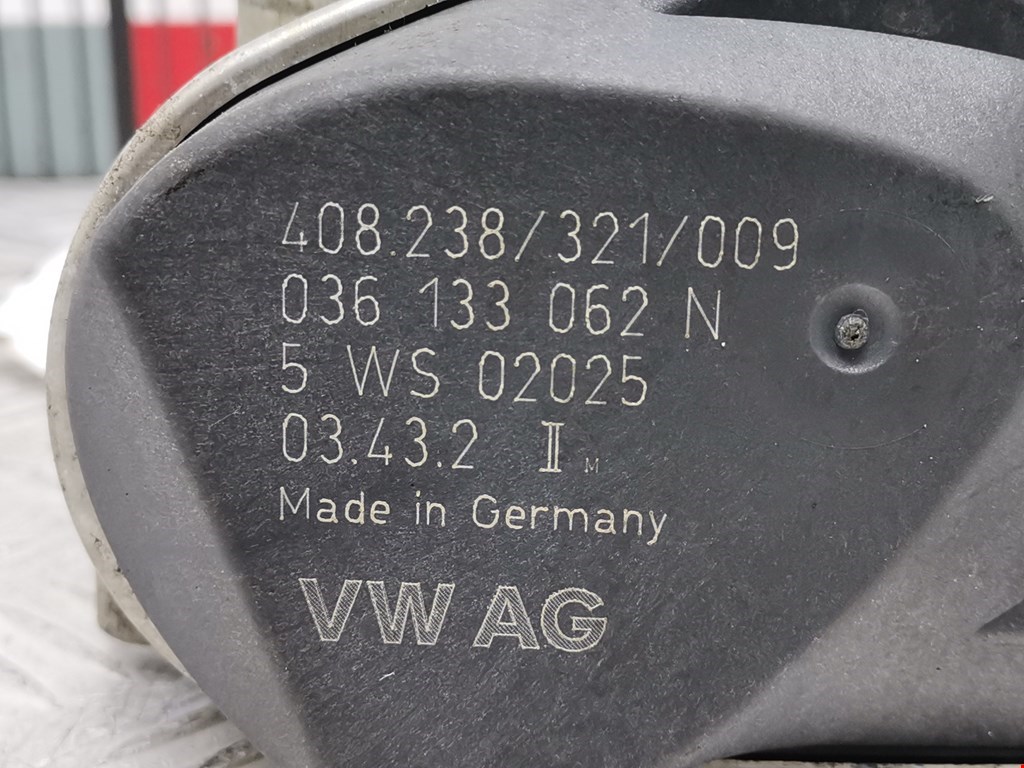 408.238/321/009
036 133 062 N.
5 WS 02025
03.43.2 II M
Made in Germany
VW AG